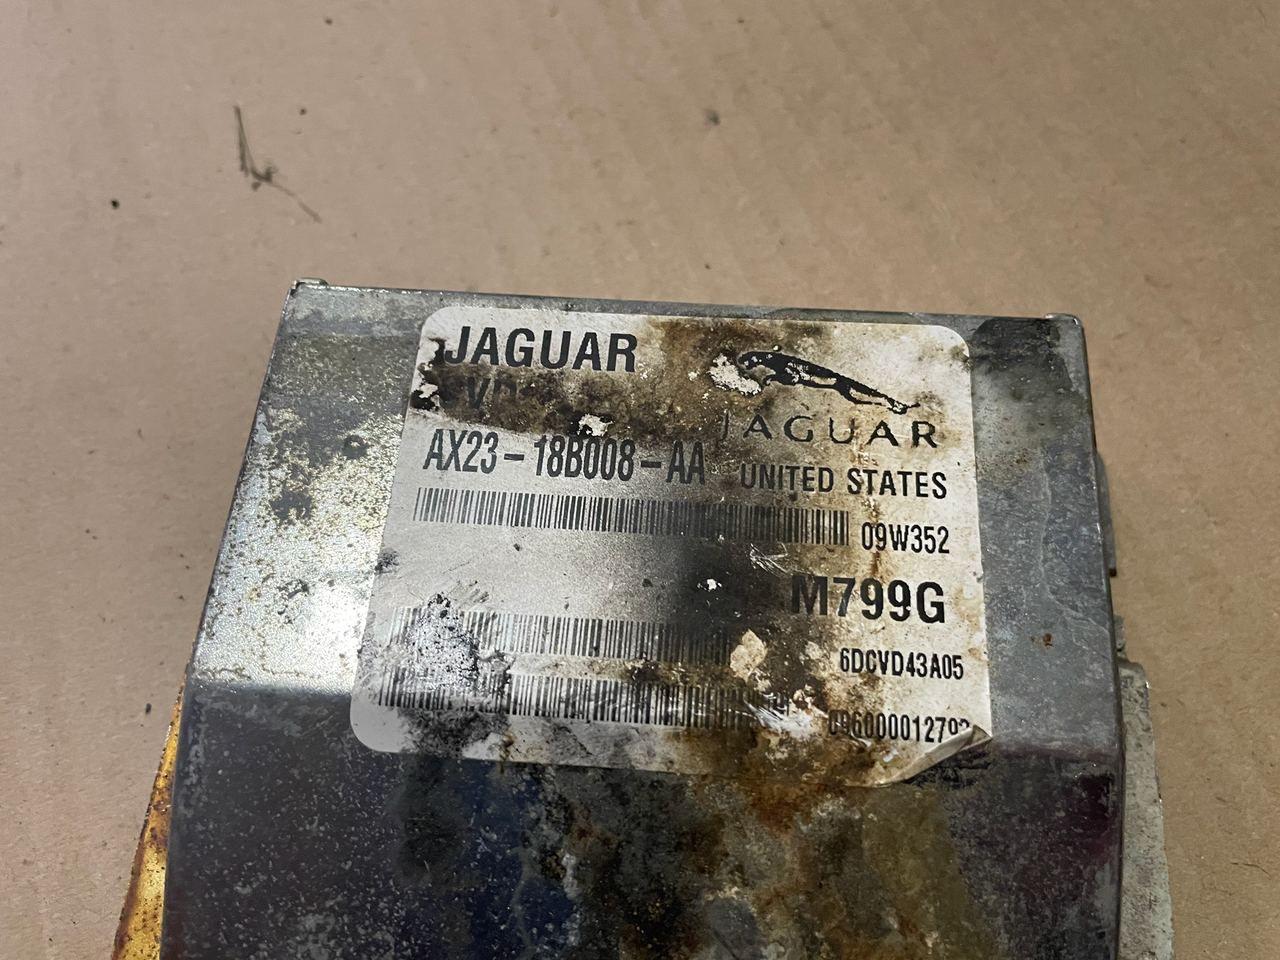 JAGUAR
JAGUAR
AX23-18B008-AA
UNITED STATES
09W352
M799G
6DCVD43A05